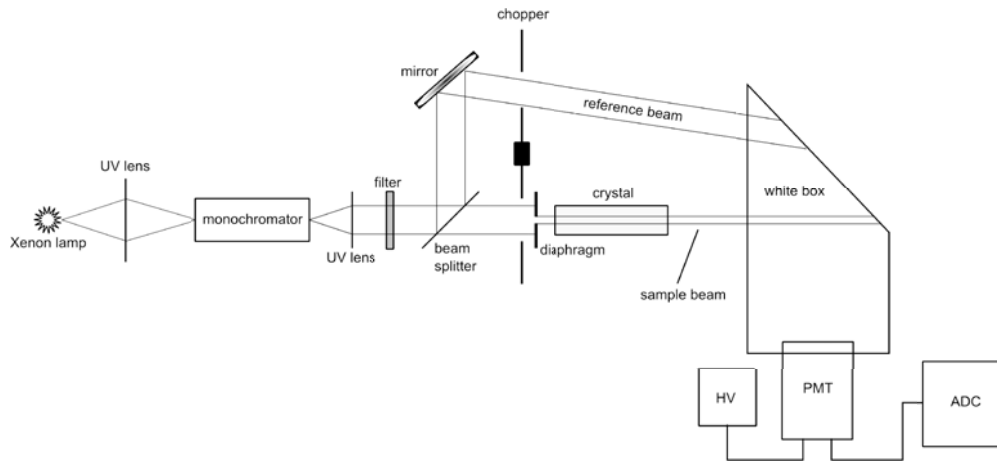 chopper
mirror
reference beam
UV lens
filter
crystal
white box
monochromator
Xenon lamp
UV lens
beam
splitter
diaphragm
sample beam
HV
PMT
ADC